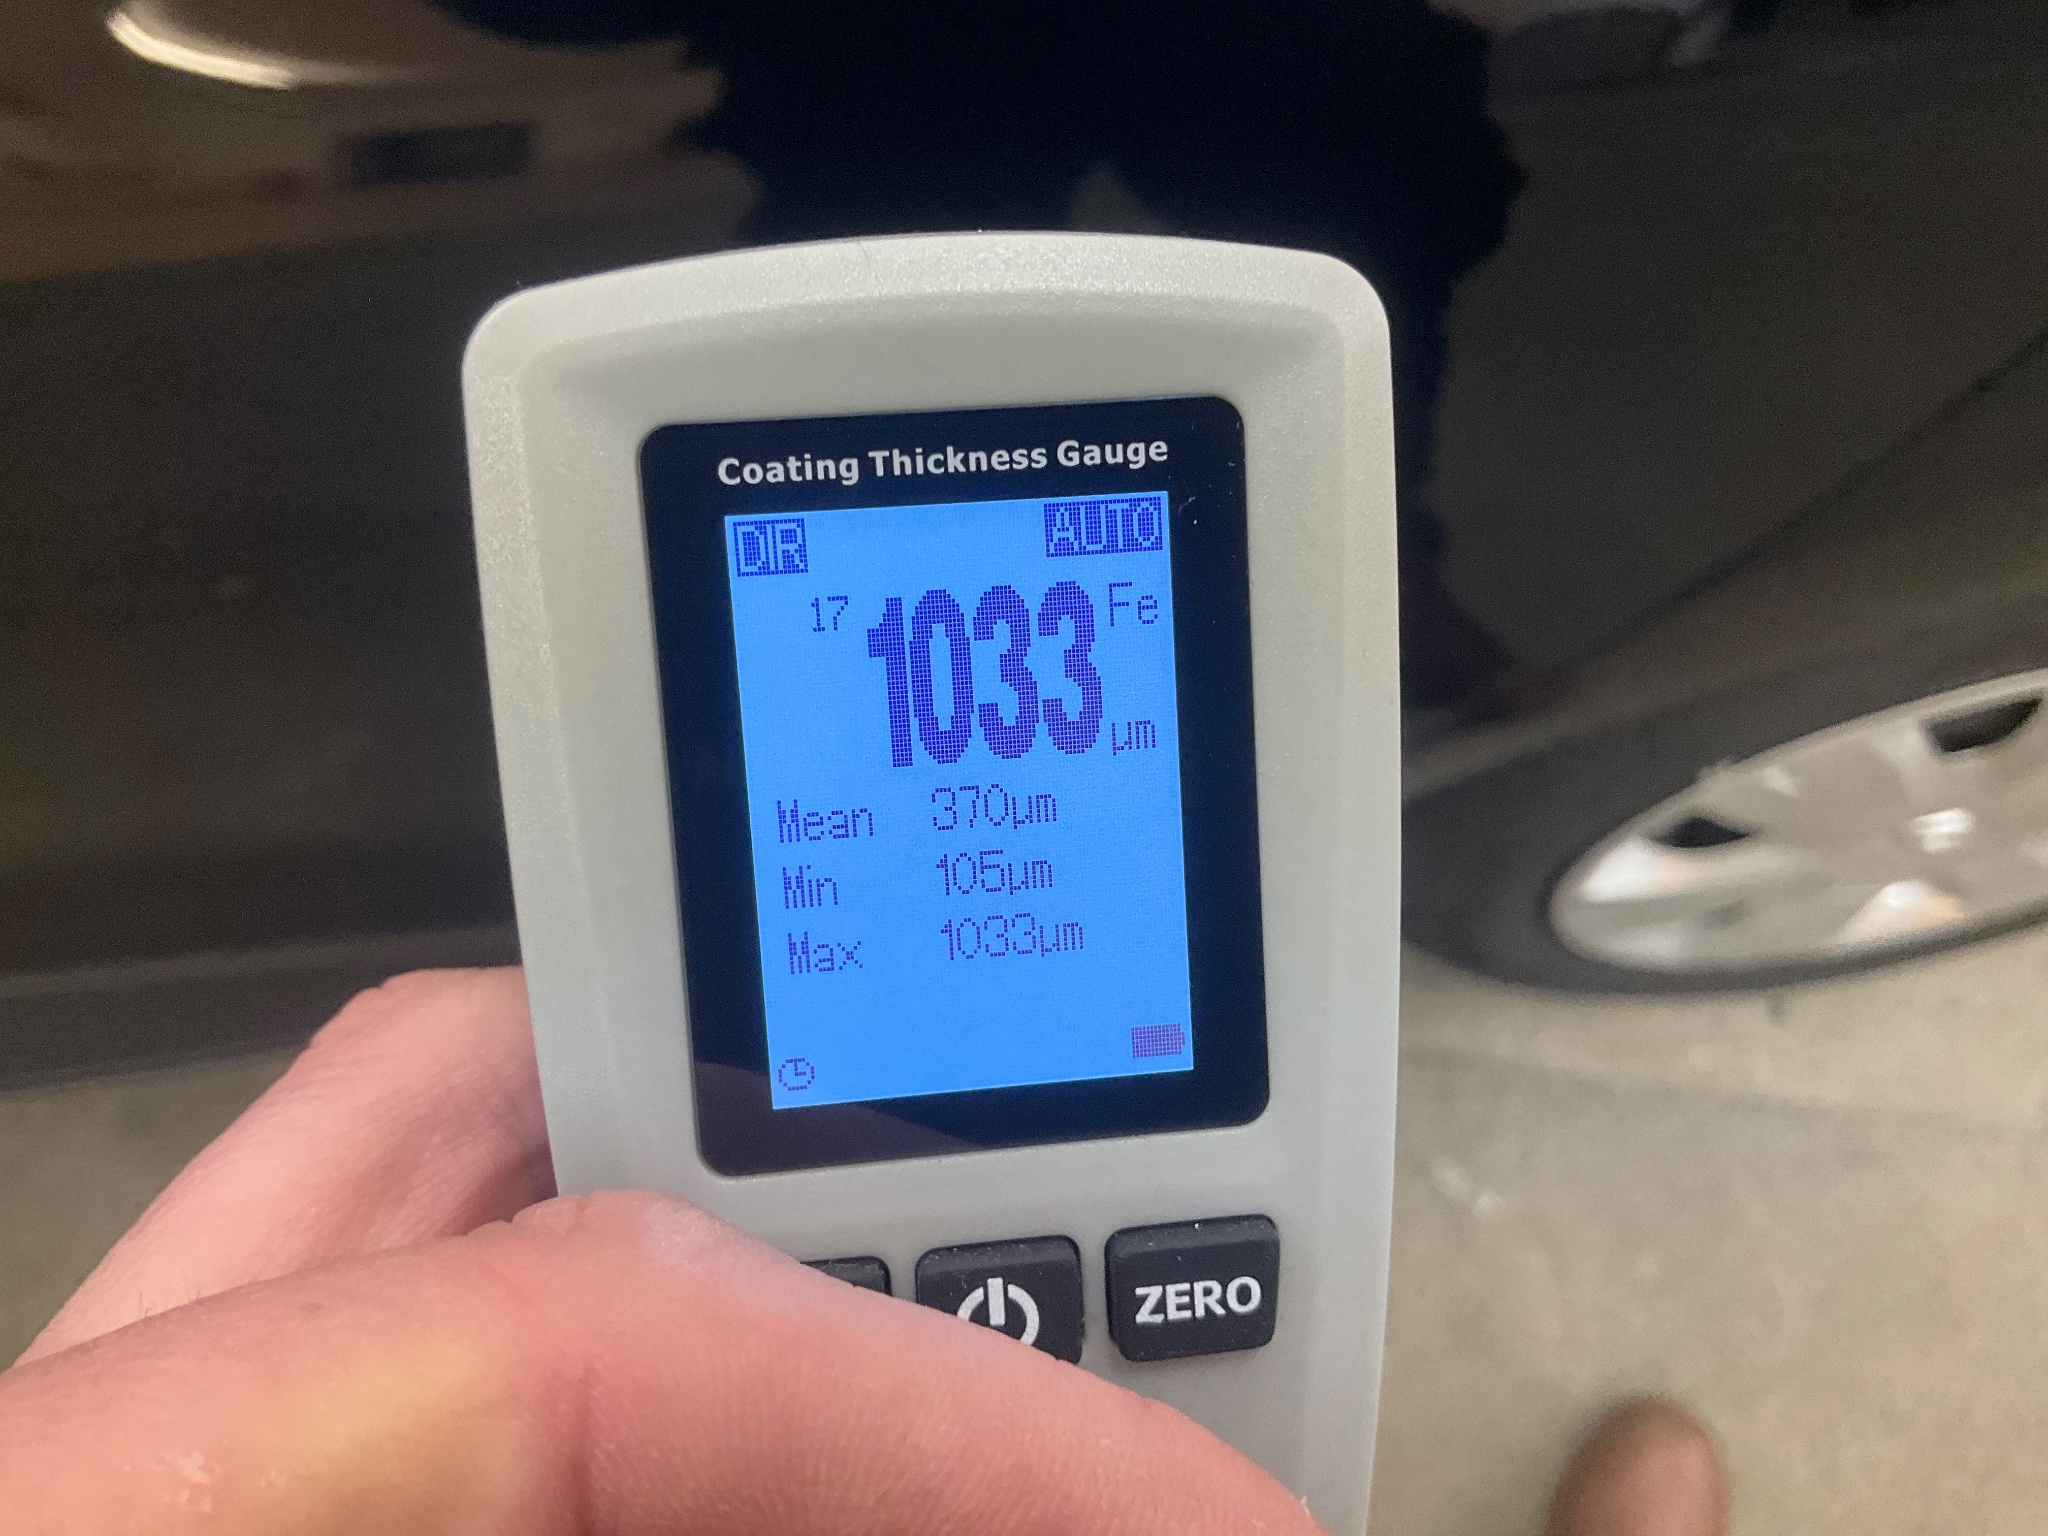 Coating Thickness Gauge
DIR AUTO
17 1033 Fe
µm
Mean 370µm
Min 105µm
Max 1033µm
ZERO